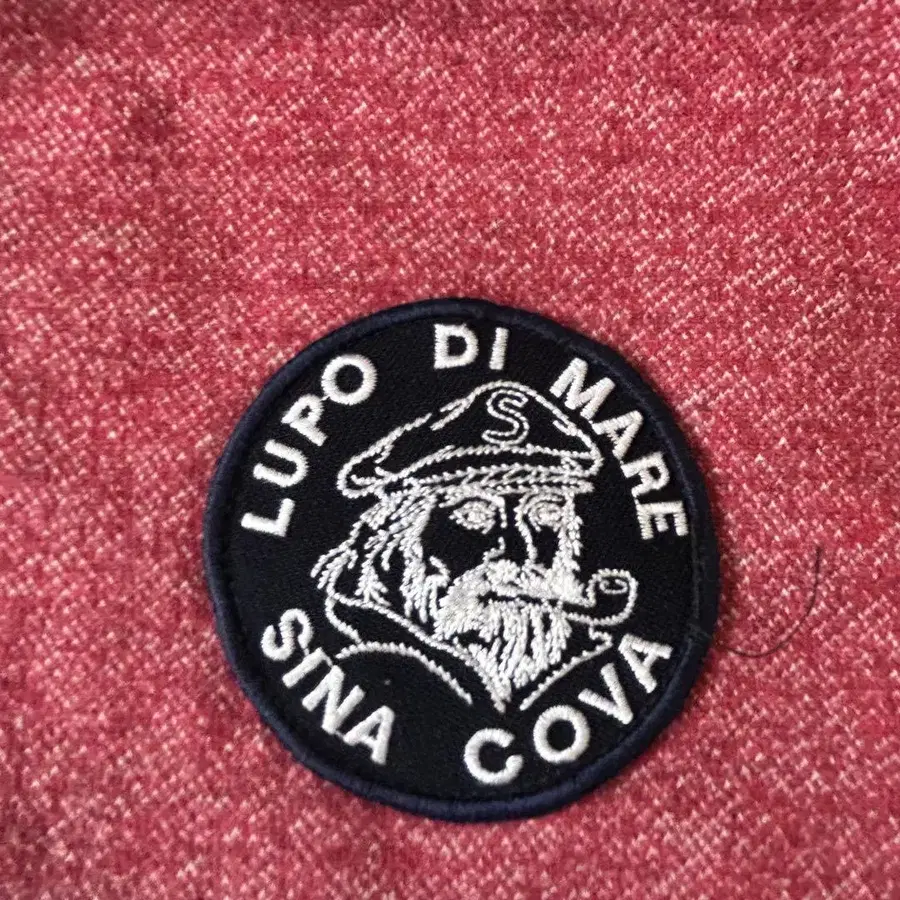 LUPO DI MARE
S
SINA COVA